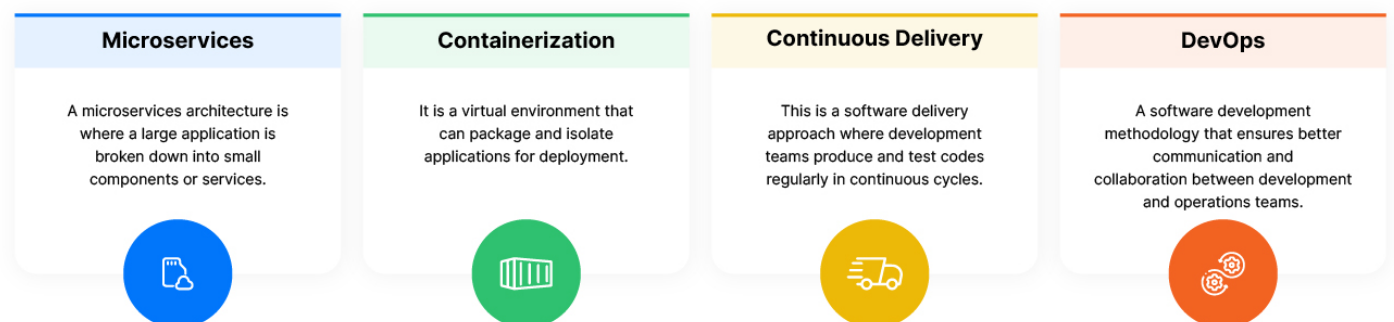 Microservices
A microservices architecture is
where a large application is
broken down into small
components or services.
Containerization
It is a virtual environment that
can package and isolate
applications for deployment.
Continuous Delivery
This is a software delivery
approach where development
teams produce and test codes
regularly in continuous cycles.
DevOps
A software development
methodology that ensures better
communication and
collaboration between development
and operations teams.